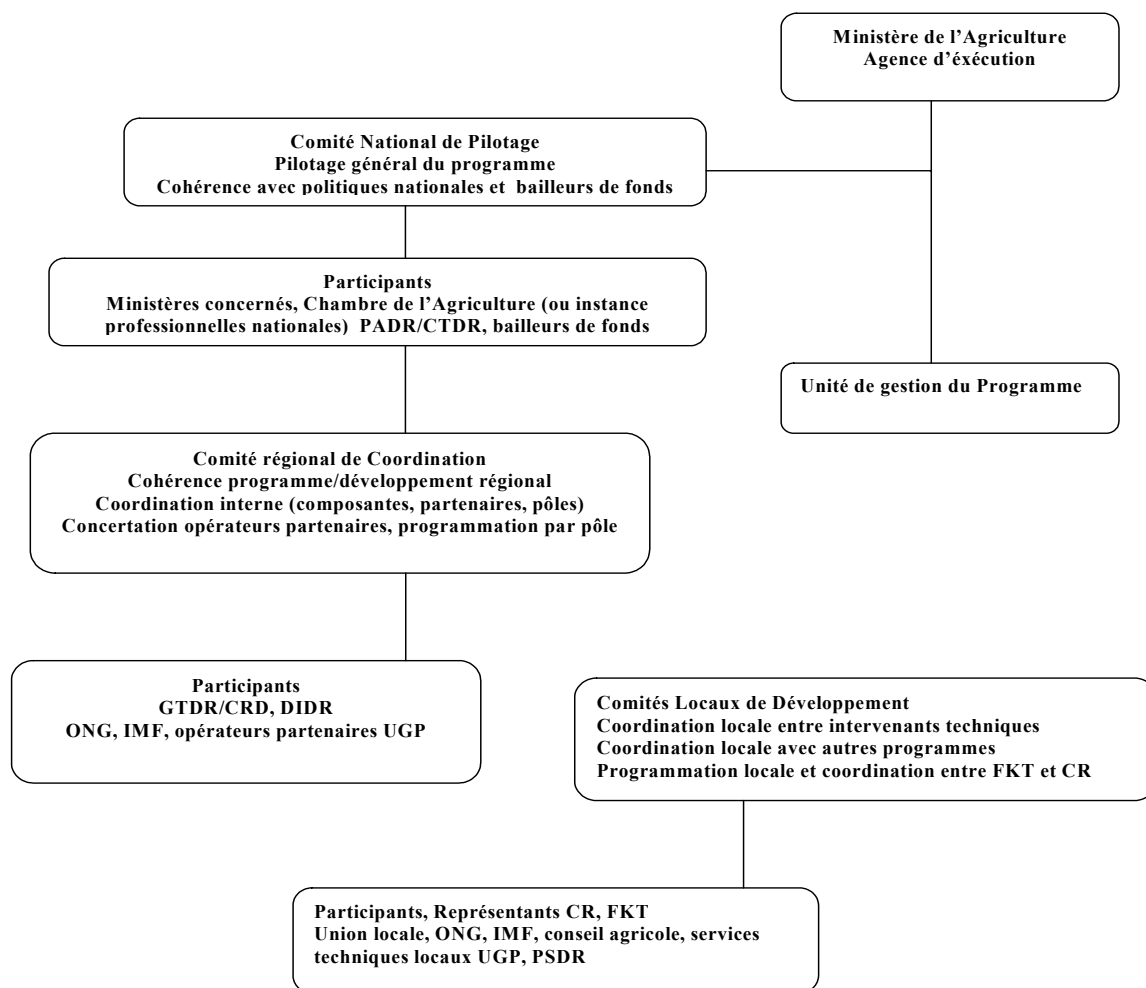 Ministère de l'Agriculture
Agence d'éxécution
Comité National de Pilotage
Pilotage général du programme
Cohérence avec politiques nationales et bailleurs de fonds
Participants
Ministères concernés, Chambre de l'Agriculture (ou instance
professionnelles nationales) PADR/CTDR, bailleurs de fonds
Unité de gestion du Programme
Comité régional de Coordination
Cohérence programme/développement régional
Coordination interne (composantes, partenaires, pôles)
Concertation opérateurs partenaires, programmation par pôle
Participants
GTDR/CRD, DIDR
ONG, IMF, opérateurs partenaires UGP
Comités Locaux de Développement
Coordination locale entre intervenants techniques
Coordination locale avec autres programmes
Programmation locale et coordination entre FKT et CR
Participants, Représentants CR, FKT
Union locale, ONG, IMF, conseil agricole, services
techniques locaux UGP, PSDR